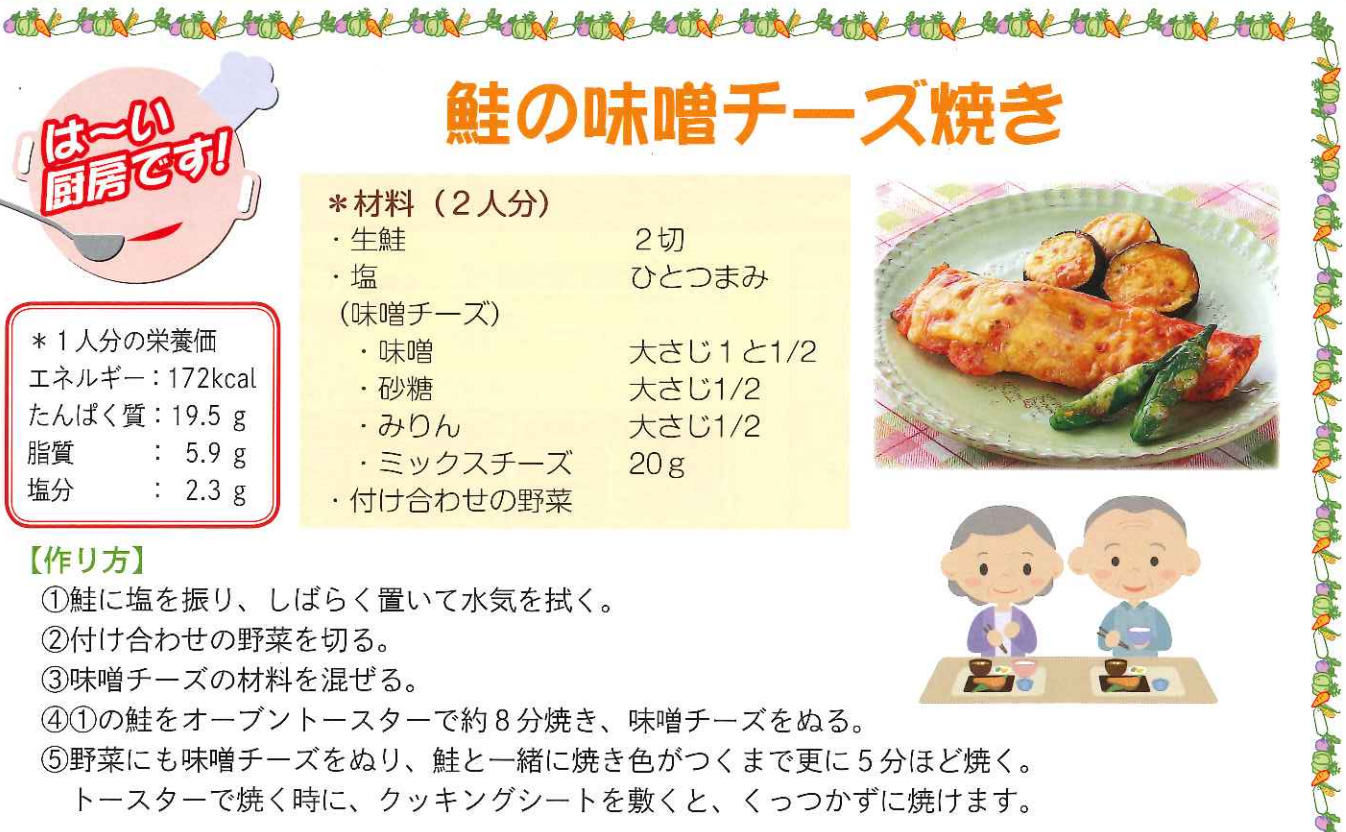 は～い
厨房です!
鮭の味噌チーズ焼き
＊材料（２人分）
・生鮭 ２切
・塩 ひとつまみ
（味噌チーズ）
・味噌 大さじ１と1/2
・砂糖 大さじ1/2
・みりん 大さじ1/2
・ミックスチーズ 20ｇ
・付け合わせの野菜
＊１人分の栄養価
エネルギー：172kcal
たんぱく質：19.5 g
脂質 ： 5.9 g
塩分 ： 2.3 g
【作り方】
①鮭に塩を振り、しばらく置いて水気を拭く。
②付け合わせの野菜を切る。
③味噌チーズの材料を混ぜる。
④①の鮭をオーブントースターで約８分焼き、味噌チーズをぬる。
⑤野菜にも味噌チーズをぬり、鮭と一緒に焼き色がつくまで更に５分ほど焼く。
トースターで焼く時に、クッキングシートを敷くと、くっつかずに焼けます。